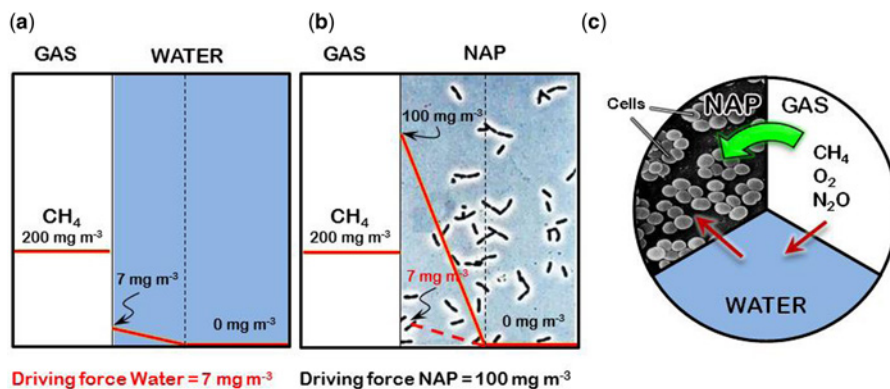 (a)
GAS
WATER
CH₄
200 mg m⁻³
7 mg m⁻³
0 mg m⁻³
Driving force Water = 7 mg m⁻³
(b)
GAS
NAP
100 mg m⁻³
CH₄
200 mg m⁻³
7 mg m⁻³
0 mg m⁻³
Driving force NAP = 100 mg m⁻³
(c)
Cells
NAP
GAS
CH₄
O₂
N₂O
WATER